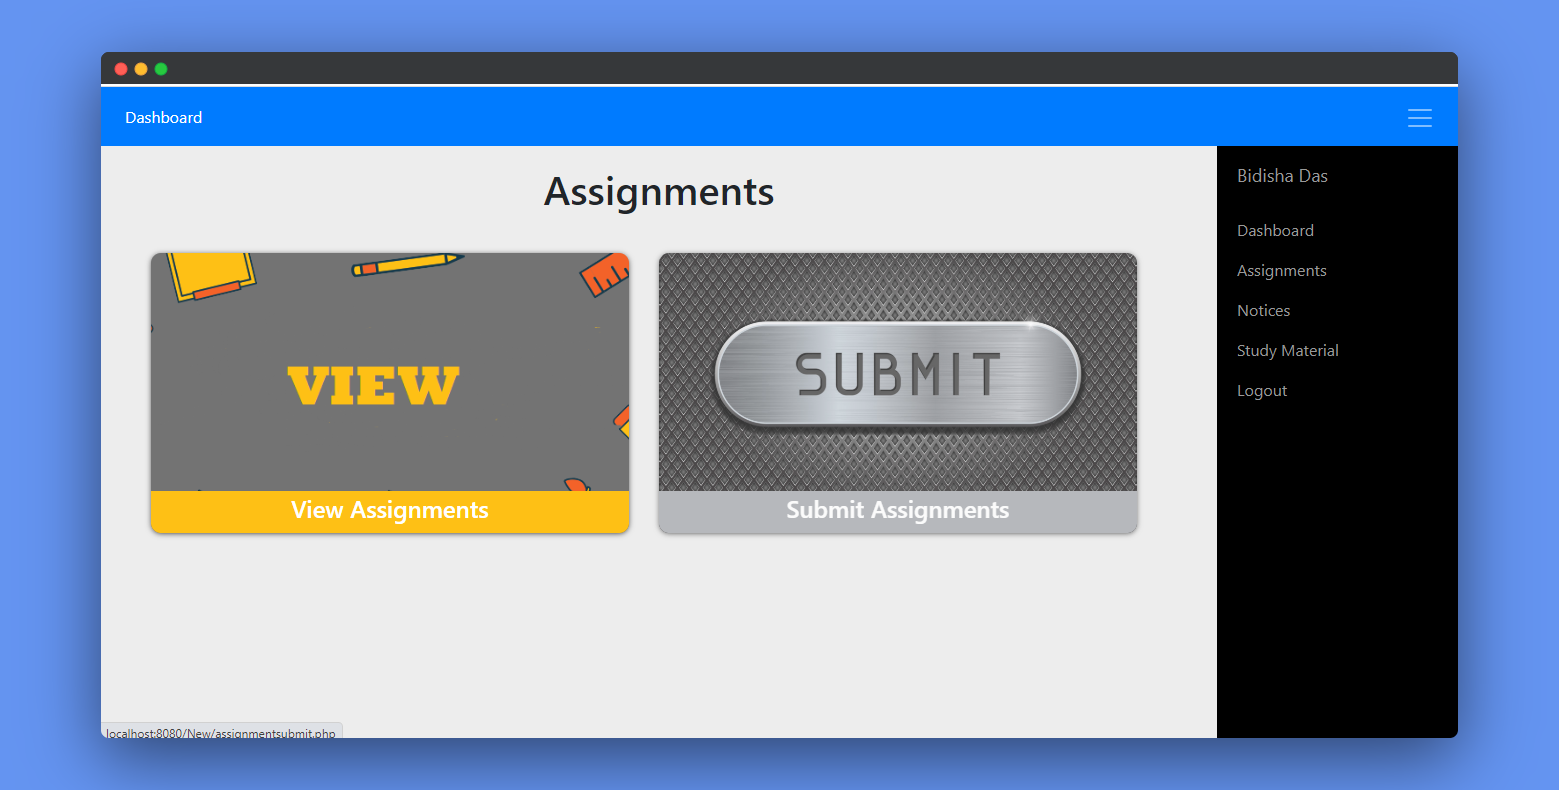 Dashboard
Assignments
VIEW
View Assignments
SUBMIT
Submit Assignments
Bidisha Das
Dashboard
Assignments
Notices
Study Material
Logout
localhost:8080/New/assignmentsubmit.php